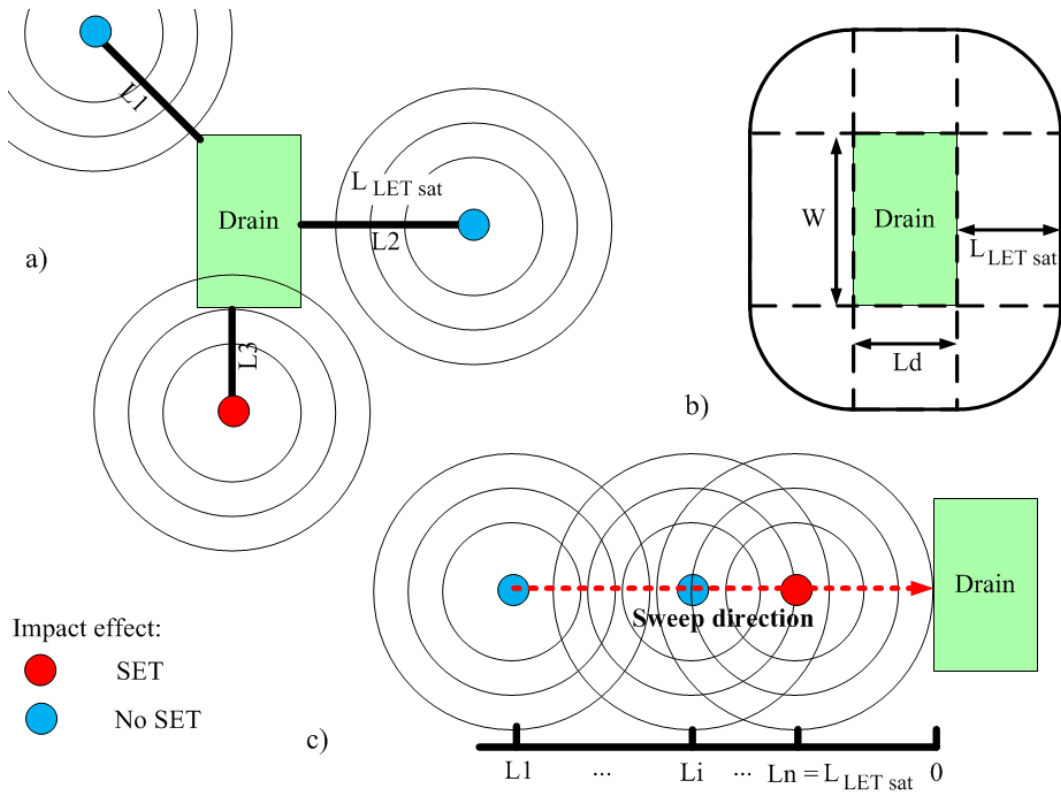 L1
L LET sat
Drain
L2
a)
L3
W
Drain
L LET sat
Ld
b)
Sweep direction
Drain
Impact effect:
SET
No SET
c)
L1 ... Li ... Ln = L LET sat 0